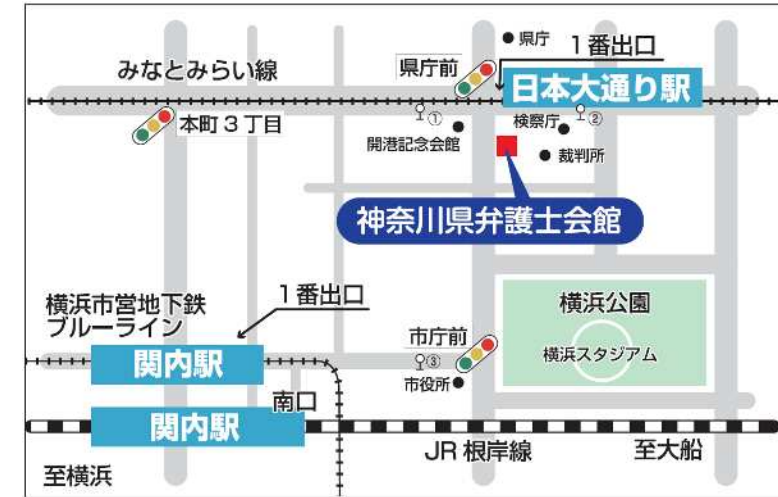 県庁
1番出口
みなとみらい線
県庁前
日本大通り駅
本町3丁目
①
開港記念会館
検察庁
②
裁判所
神奈川県弁護士会館
横浜市営地下鉄
ブルーライン
1番出口
横浜公園
市庁前
横浜スタジアム
関内駅
③
市役所
南口
関内駅
JR根岸線
至大船
至横浜